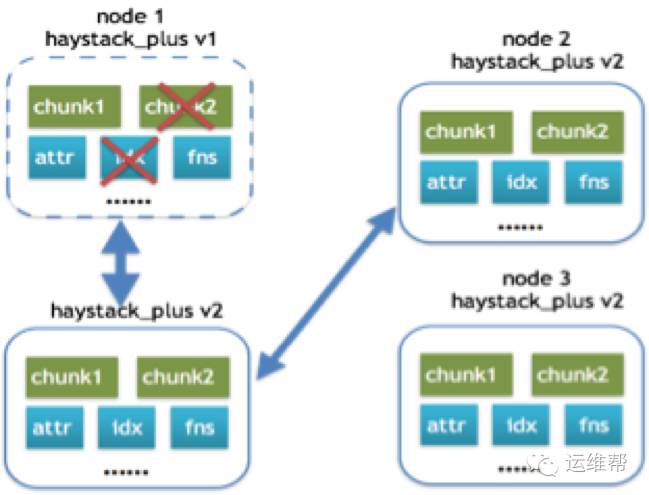 node 1
haystack_plus v1
chunk1
chunk2
attr
idx
fns
......
haystack_plus v2
chunk1
chunk2
attr
idx
fns
......
node 2
haystack_plus v2
chunk1
chunk2
attr
idx
fns
......
node 3
haystack_plus v2
chunk1
chunk2
attr
idx
fns
......
运维帮